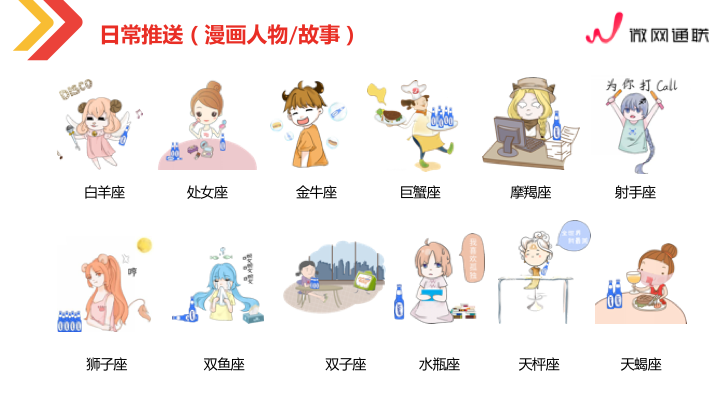 日常推送（漫画人物/故事）
微网通联
DISCO
为你打Call
白羊座
处女座
金牛座
巨蟹座
摩羯座
射手座
哼
狮子座
双鱼座
双子座
水瓶座
天秤座
天蝎座